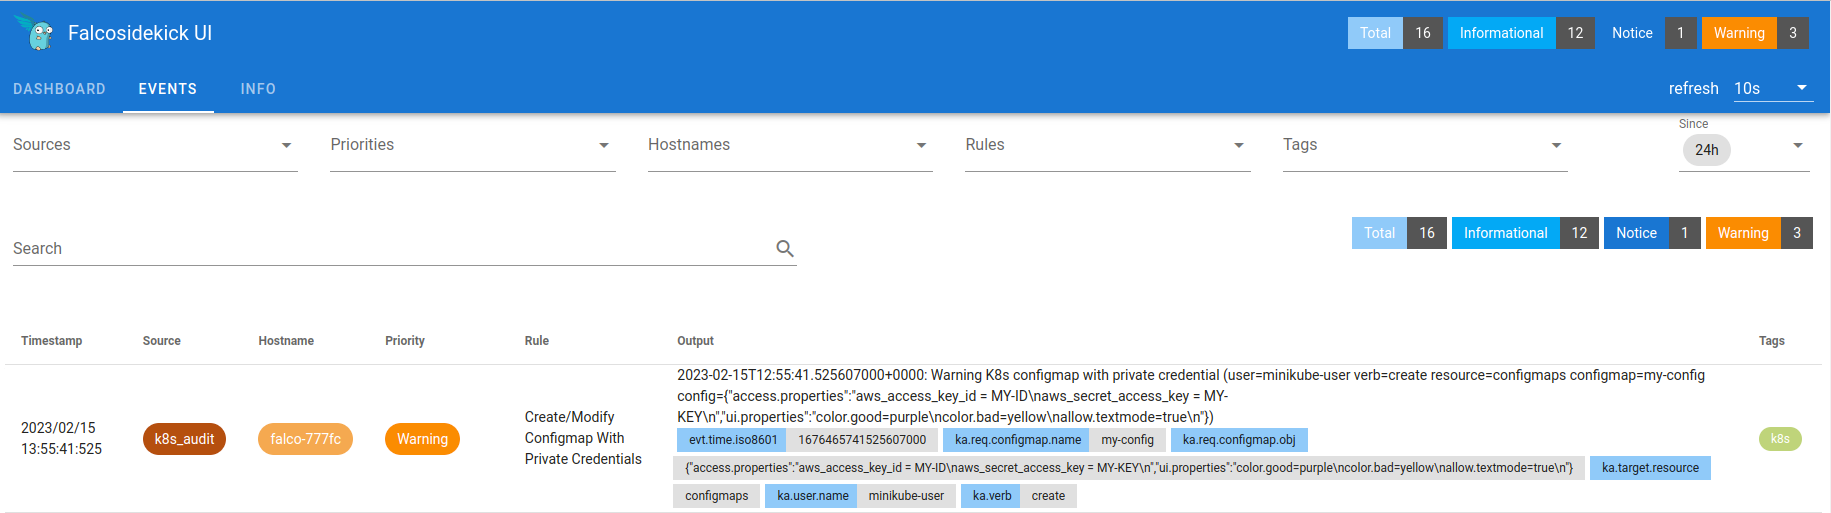 Falcosidekick UI
Total 16 Informational 12 Notice 1 Warning 3
DASHBOARD EVENTS INFO
refresh 10s
Since
Sources Priorities Hostnames Rules Tags 24h
Total 16 Informational 12 Notice 1 Warning 3
Search
Timestamp Source Hostname Priority Rule Output Tags
2023/02/15
13:55:41:525
k8s_audit
falco-777fc
Warning
Create/Modify
Configmap With
Private Credentials
2023-02-15T12:55:41.525607000+0000: Warning K8s configmap with private credential (user=minikube-user verb=create resource=configmaps configmap=my-config
config={"access.properties":"aws_access_key_id = MY-ID\naws_secret_access_key = MY-
KEY\n","ui.properties":"color.good=purple\ncolor.bad=yellow\nallow.textmode=true\n"})
evt.time.iso8601 1676465741525607000 ka.req.configmap.name my-config ka.req.configmap.obj
{"access.properties":"aws_access_key_id = MY-ID\naws_secret_access_key = MY-KEY\n","ui.properties":"color.good=purple\ncolor.bad=yellow\nallow.textmode=true\n"} ka.target.resource
configmaps ka.user.name minikube-user ka.verb create
k8s